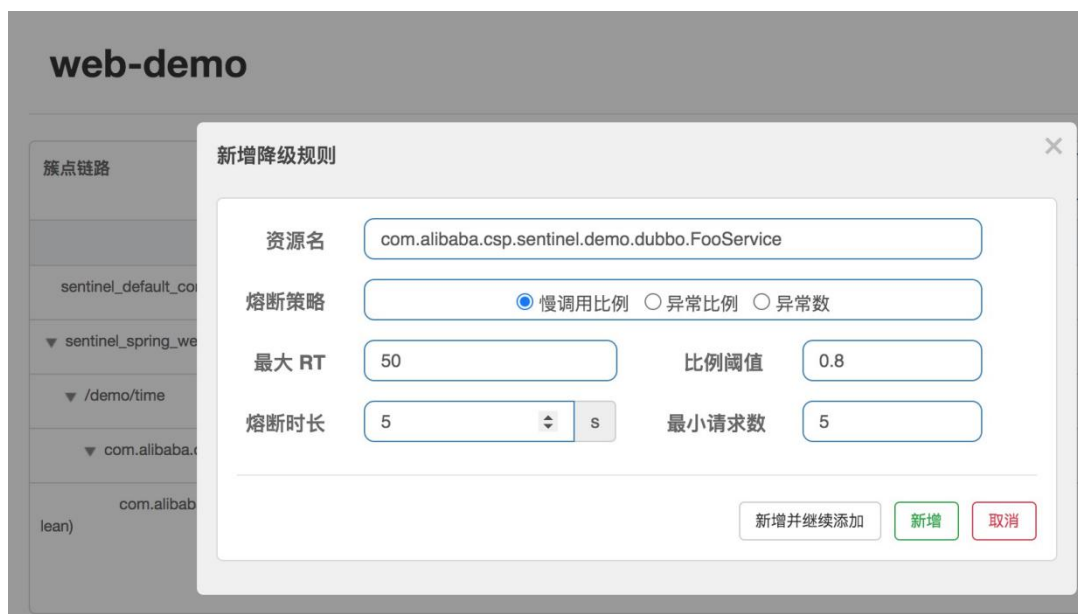 web-demo
簇点链路
新增降级规则
资源名 com.alibaba.csp.sentinel.demo.dubbo.FooService
sentinel_default_con
熔断策略 慢调用比例 异常比例 异常数
sentinel_spring_we
最大 RT 50 比例阈值 0.8
/demo/time
熔断时长 5 s 最小请求数 5
com.alibaba.c
com.alibab
lean)
新增并继续添加 新增 取消